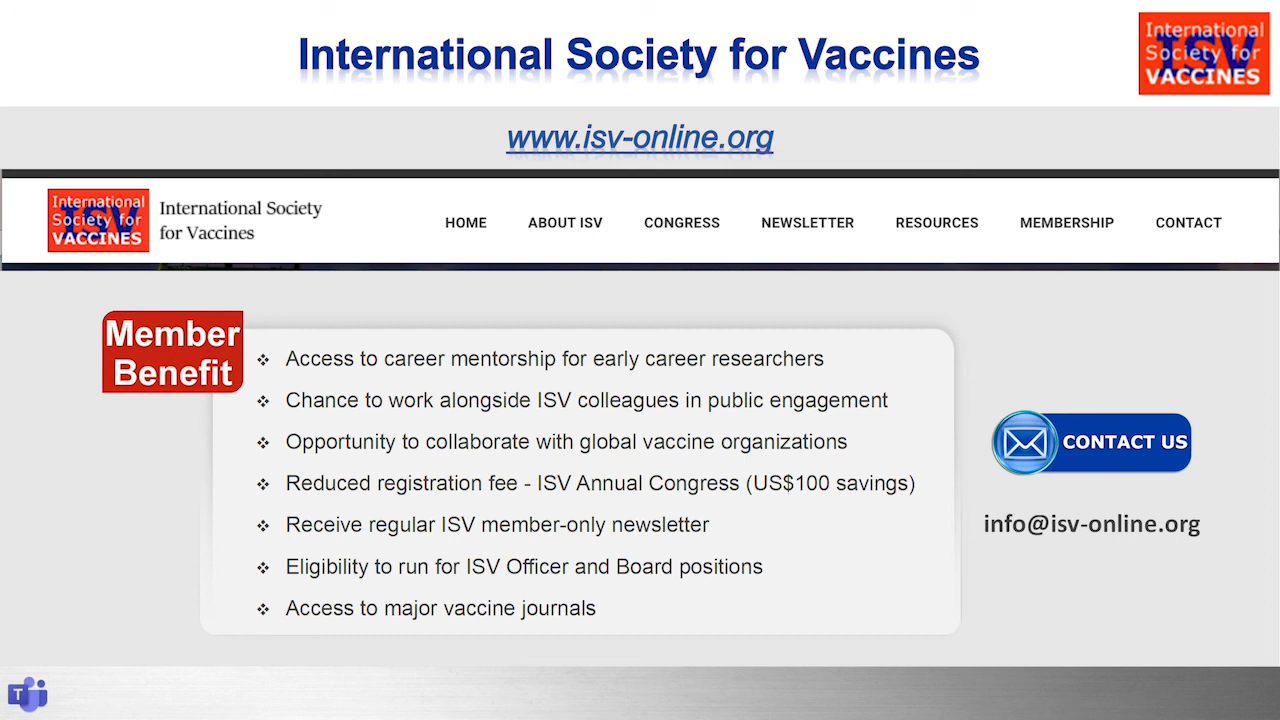 International Society for Vaccines
International
Society for
VACCINES
ISV
www.isv-online.org
International
Society for
VACCINES
ISV
International Society
for Vaccines
HOME ABOUT ISV CONGRESS NEWSLETTER RESOURCES MEMBERSHIP CONTACT
Member
Benefit
❖ Access to career mentorship for early career researchers
❖ Chance to work alongside ISV colleagues in public engagement
❖ Opportunity to collaborate with global vaccine organizations
❖ Reduced registration fee - ISV Annual Congress (US$100 savings)
❖ Receive regular ISV member-only newsletter
❖ Eligibility to run for ISV Officer and Board positions
❖ Access to major vaccine journals
CONTACT US
info@isv-online.org
T